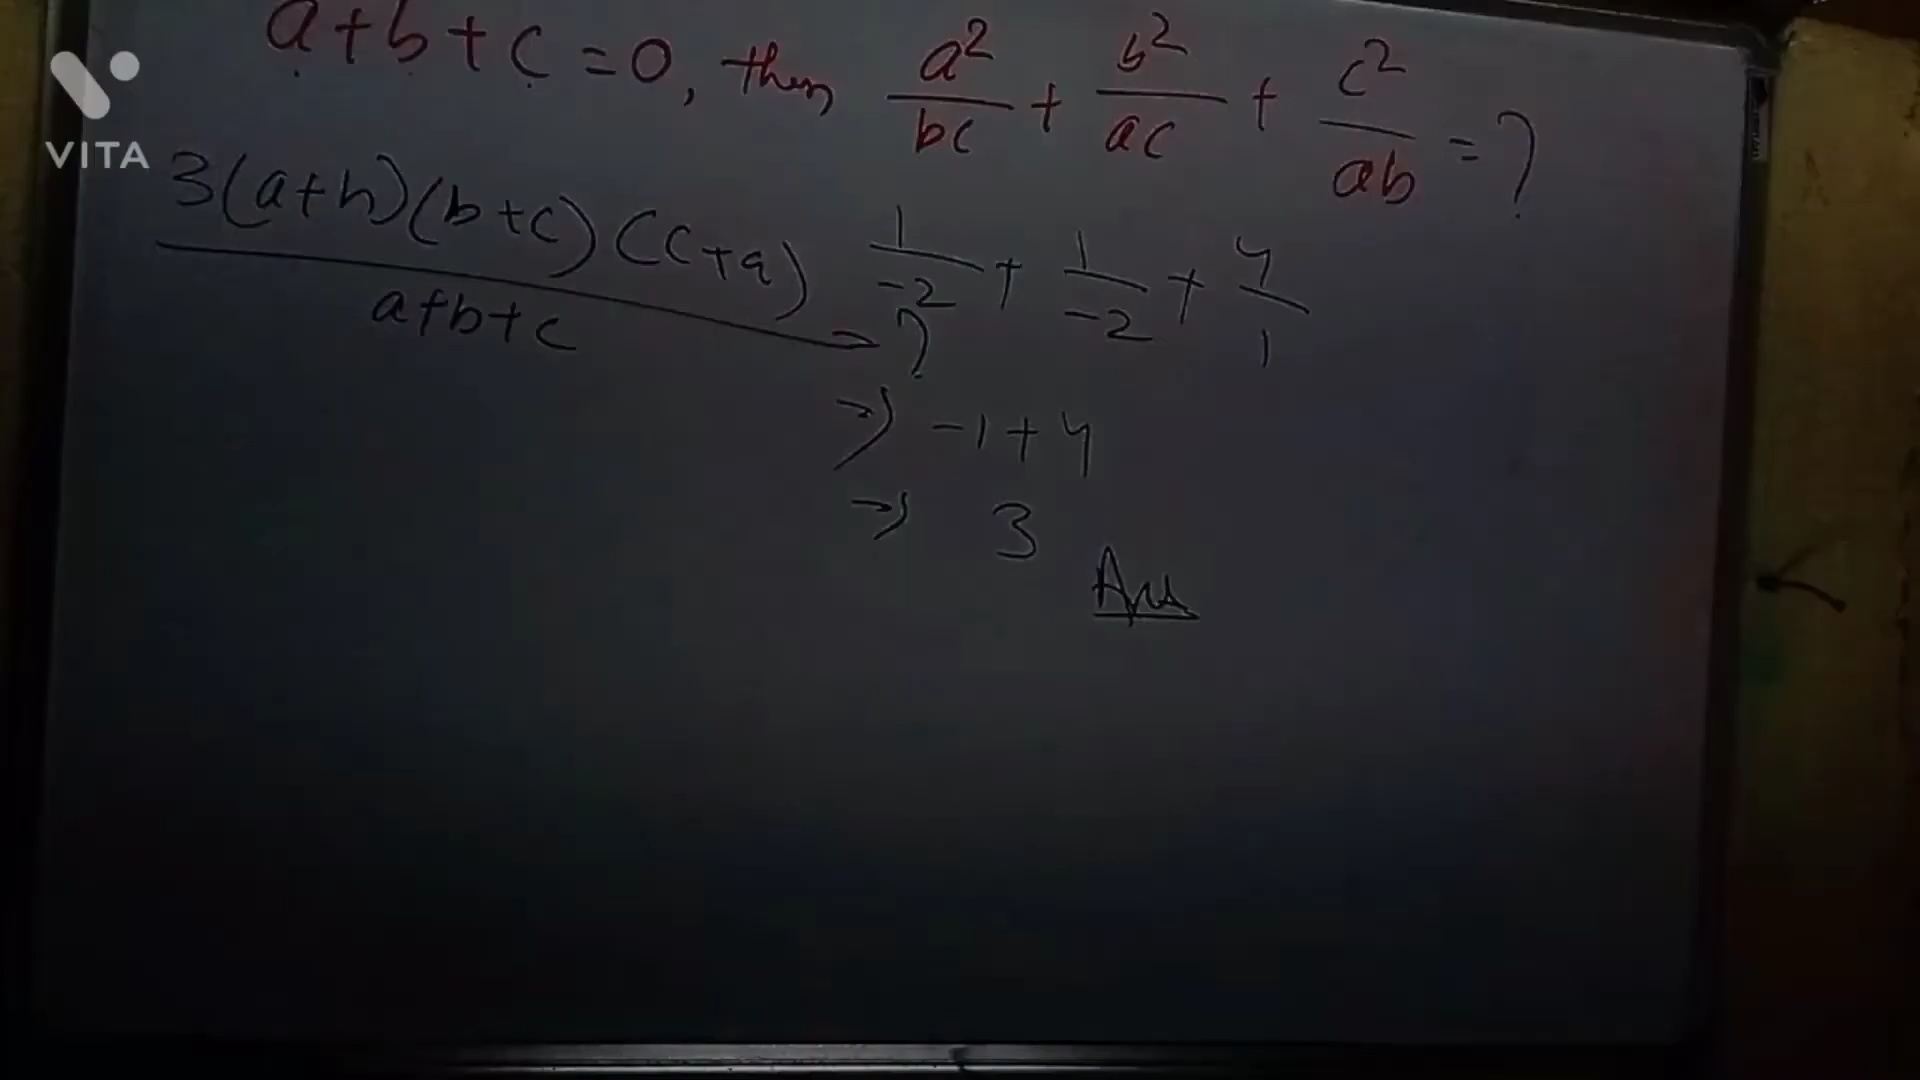 VITA
a+b+c=0, then a²/bc + b²/ac + c²/ab = ?
3(a+h)(b+c)(c+a)/a+b+c → ?
1/-2 + 1/-2 + 4/1
⇒ -1+4
⇒ 3
Ans